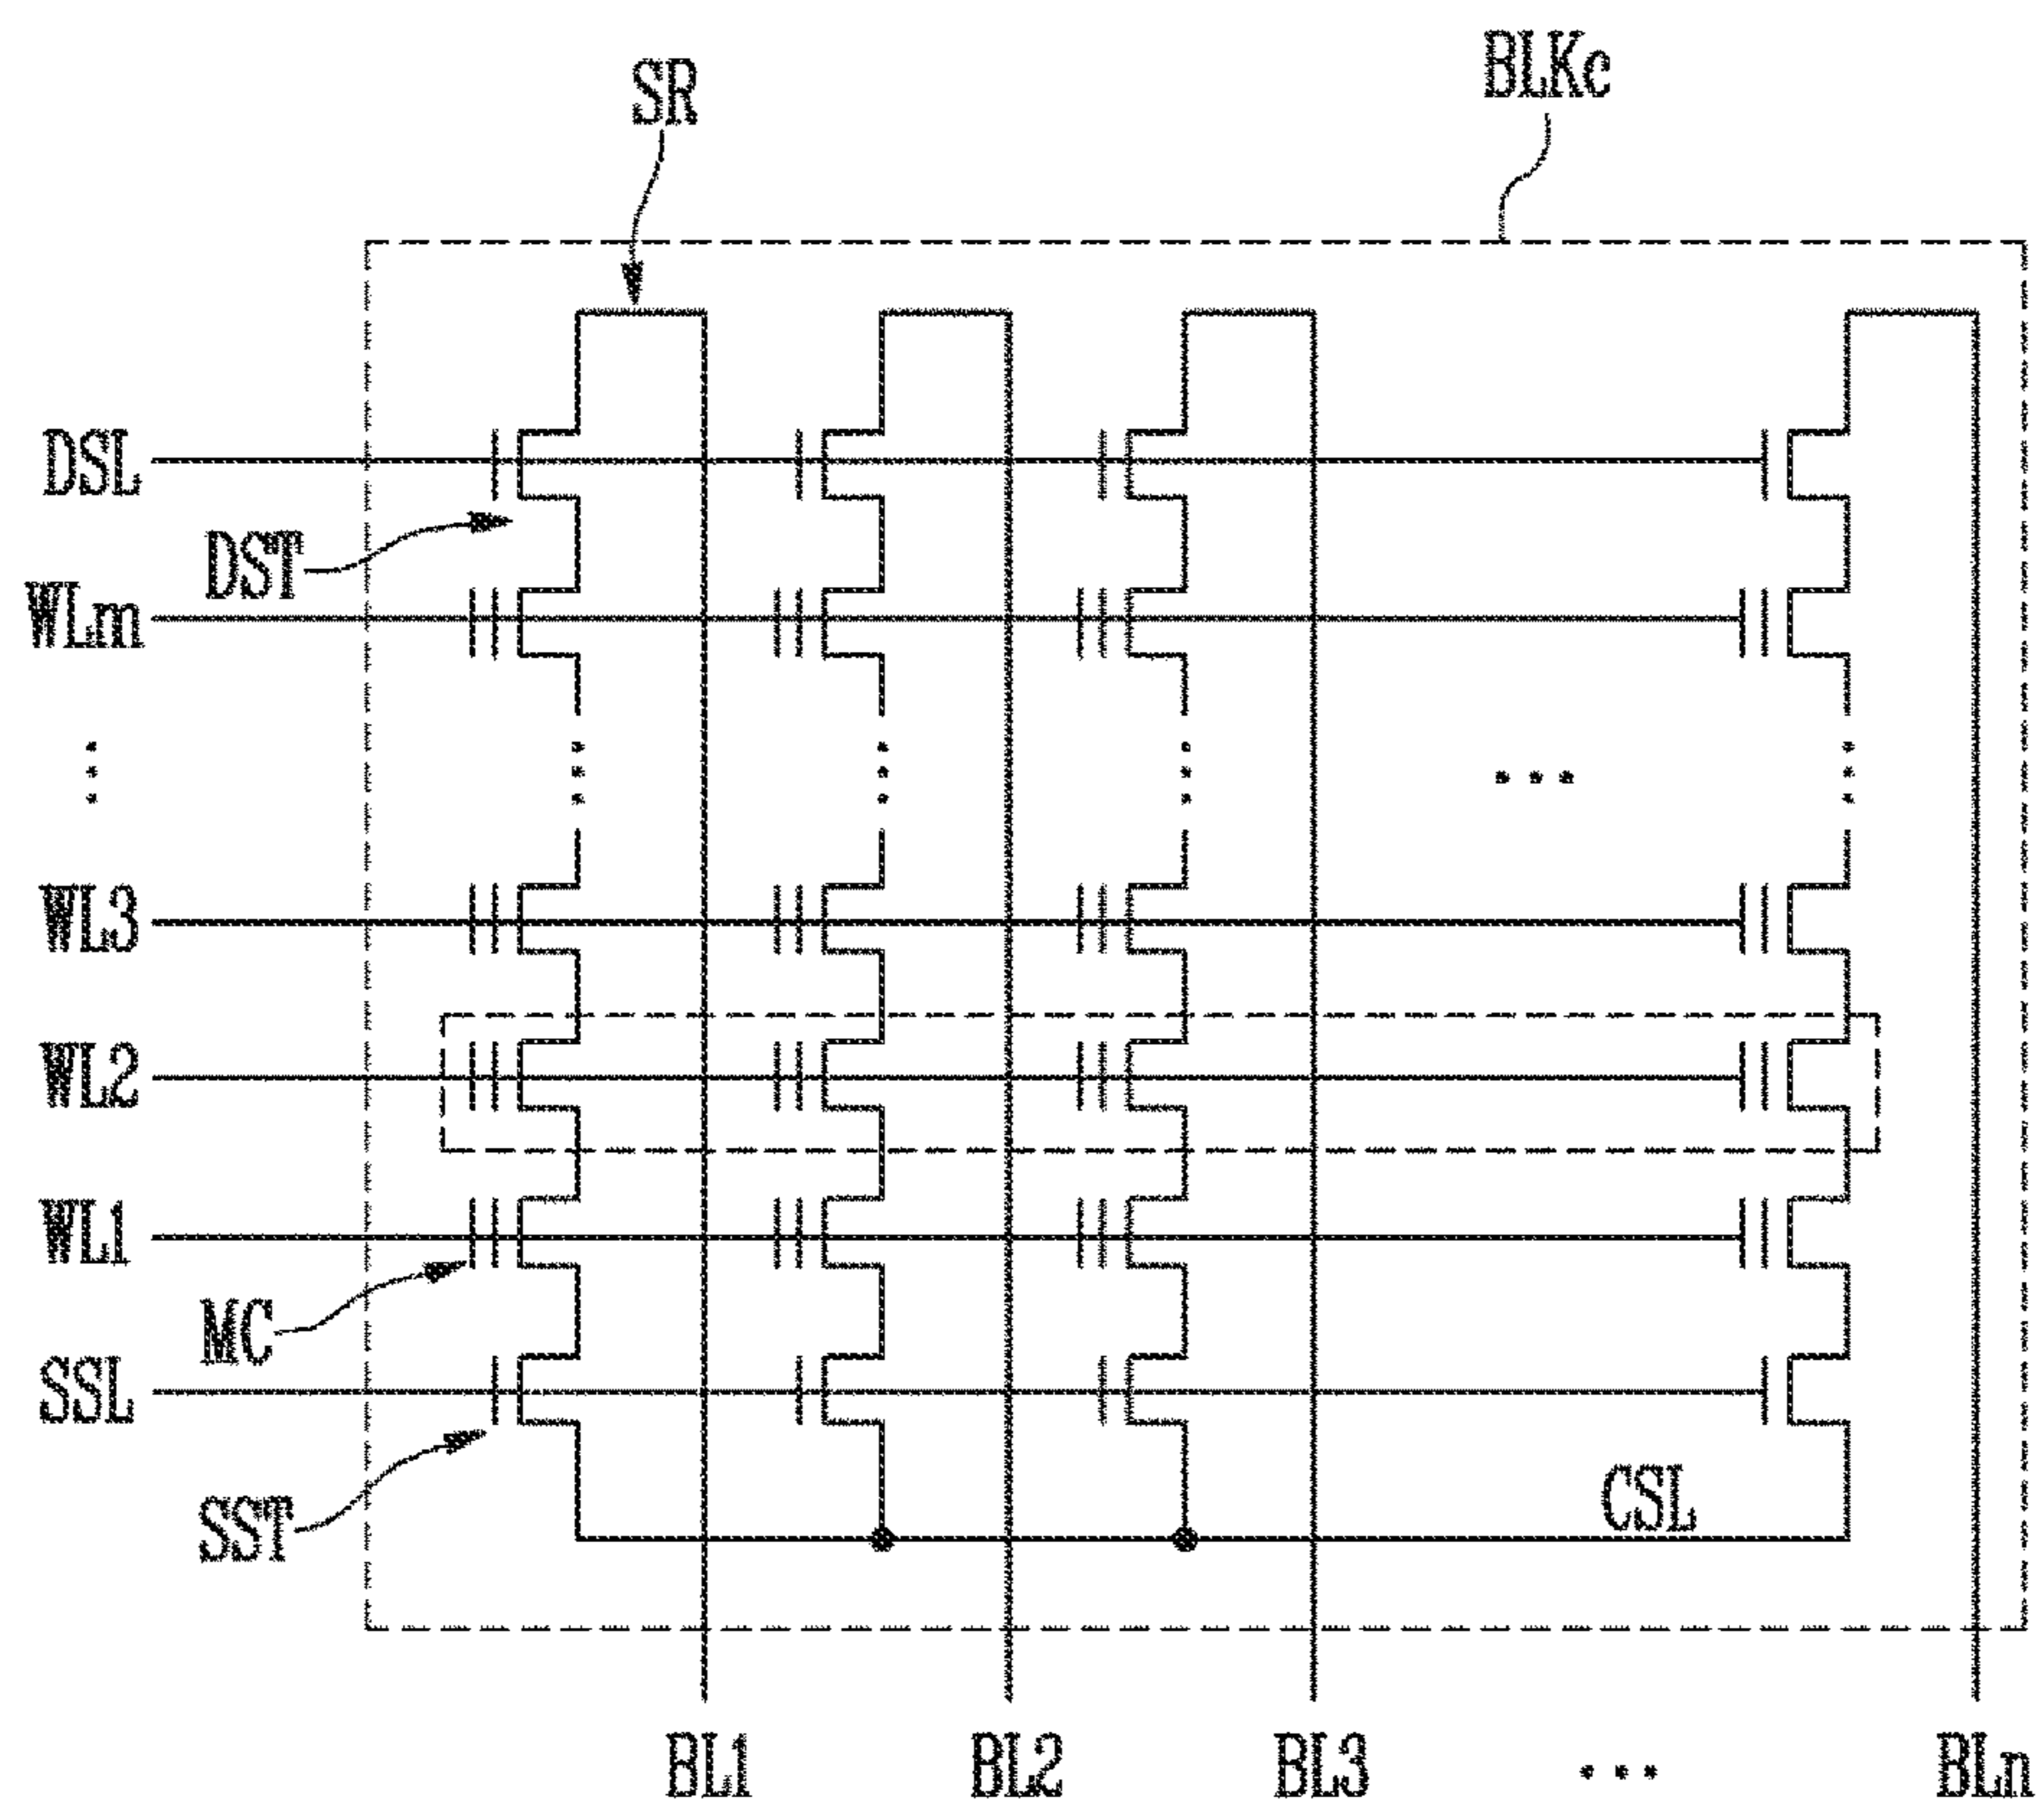 SR
BLKc
DSL
DST
WLm
⋮
...
WL3
WL2
WL1
MC
SSL
SST
CSL
BL1 BL2 BL3 ... BLn